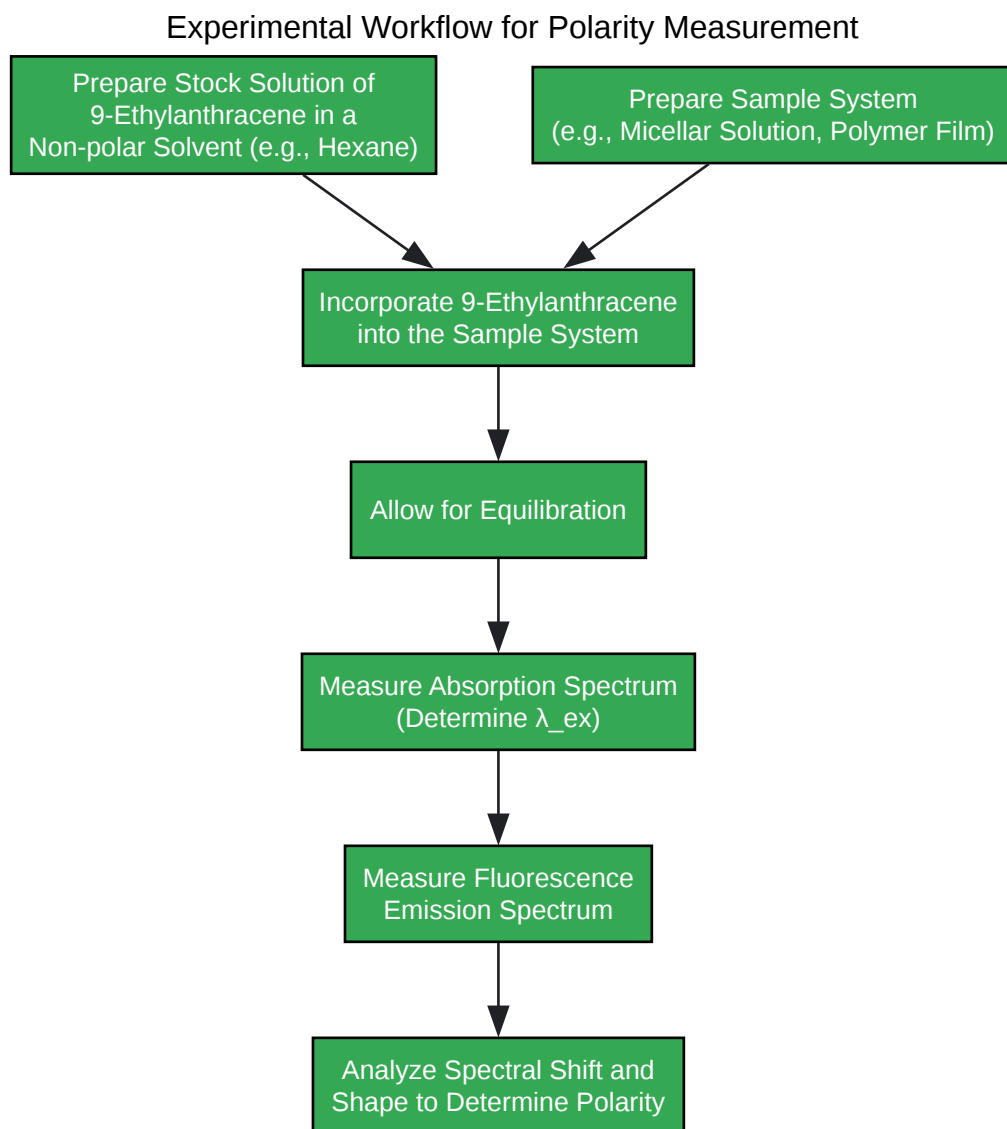 Experimental Workflow for Polarity Measurement
Prepare Stock Solution of
9-Ethylanthracene in a
Non-polar Solvent (e.g., Hexane)
Prepare Sample System
(e.g., Micellar Solution, Polymer Film)
Incorporate 9-Ethylanthracene
into the Sample System
Allow for Equilibration
Measure Absorption Spectrum
(Determine λ_ex)
Measure Fluorescence
Emission Spectrum
Analyze Spectral Shift and
Shape to Determine Polarity